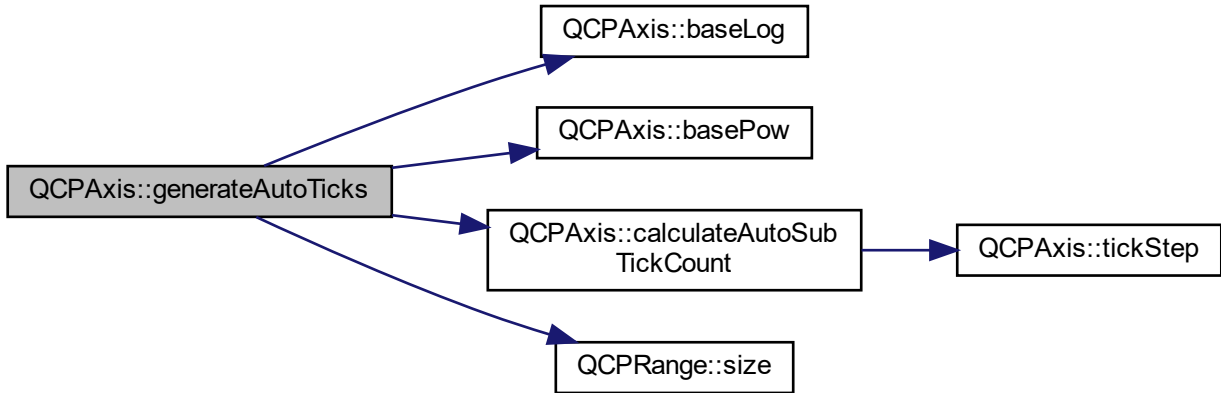 QCPAxis::baseLog
QCPAxis::basePow
QCPAxis::generateAutoTicks
QCPAxis::calculateAutoSub
TickCount
QCPAxis::tickStep
QCPRange::size